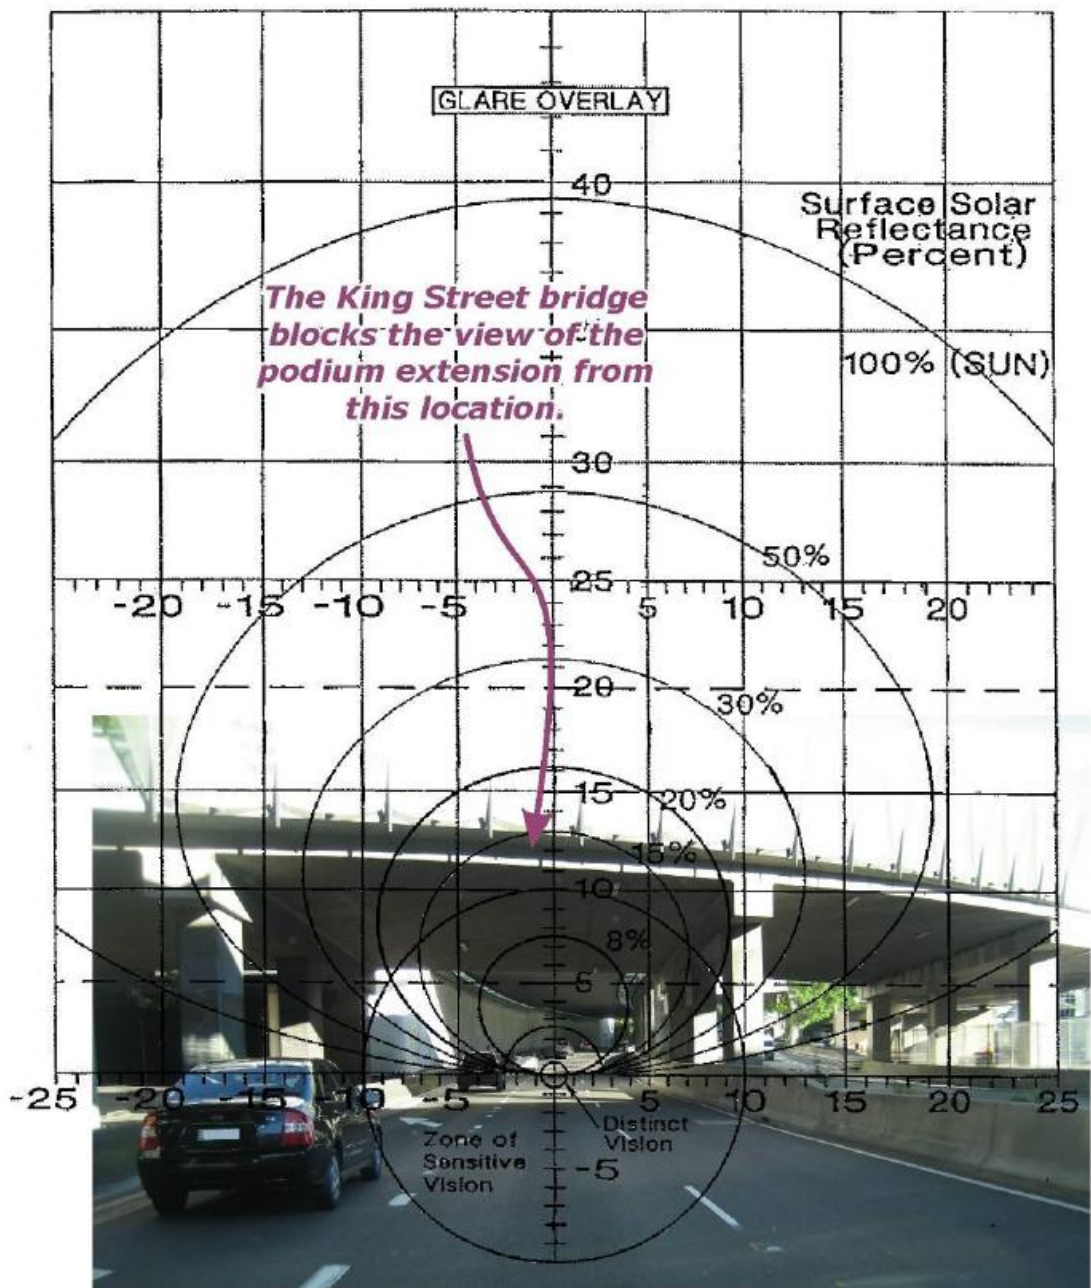 GLARE OVERLAY
40
Surface Solar
Reflectance
(Percent)
The King Street bridge
blocks the view of the
podium extension from
this location.
100% (SUN)
30
50%
25
-20 -15 -10 -5 5 10 15 20
20
30%
15
20%
15%
10
8%
5
-25 -20 -15 -10 -5 5 10 15 20 25
Distinct
Vision
Zone of
Sensitive
Vision
-5